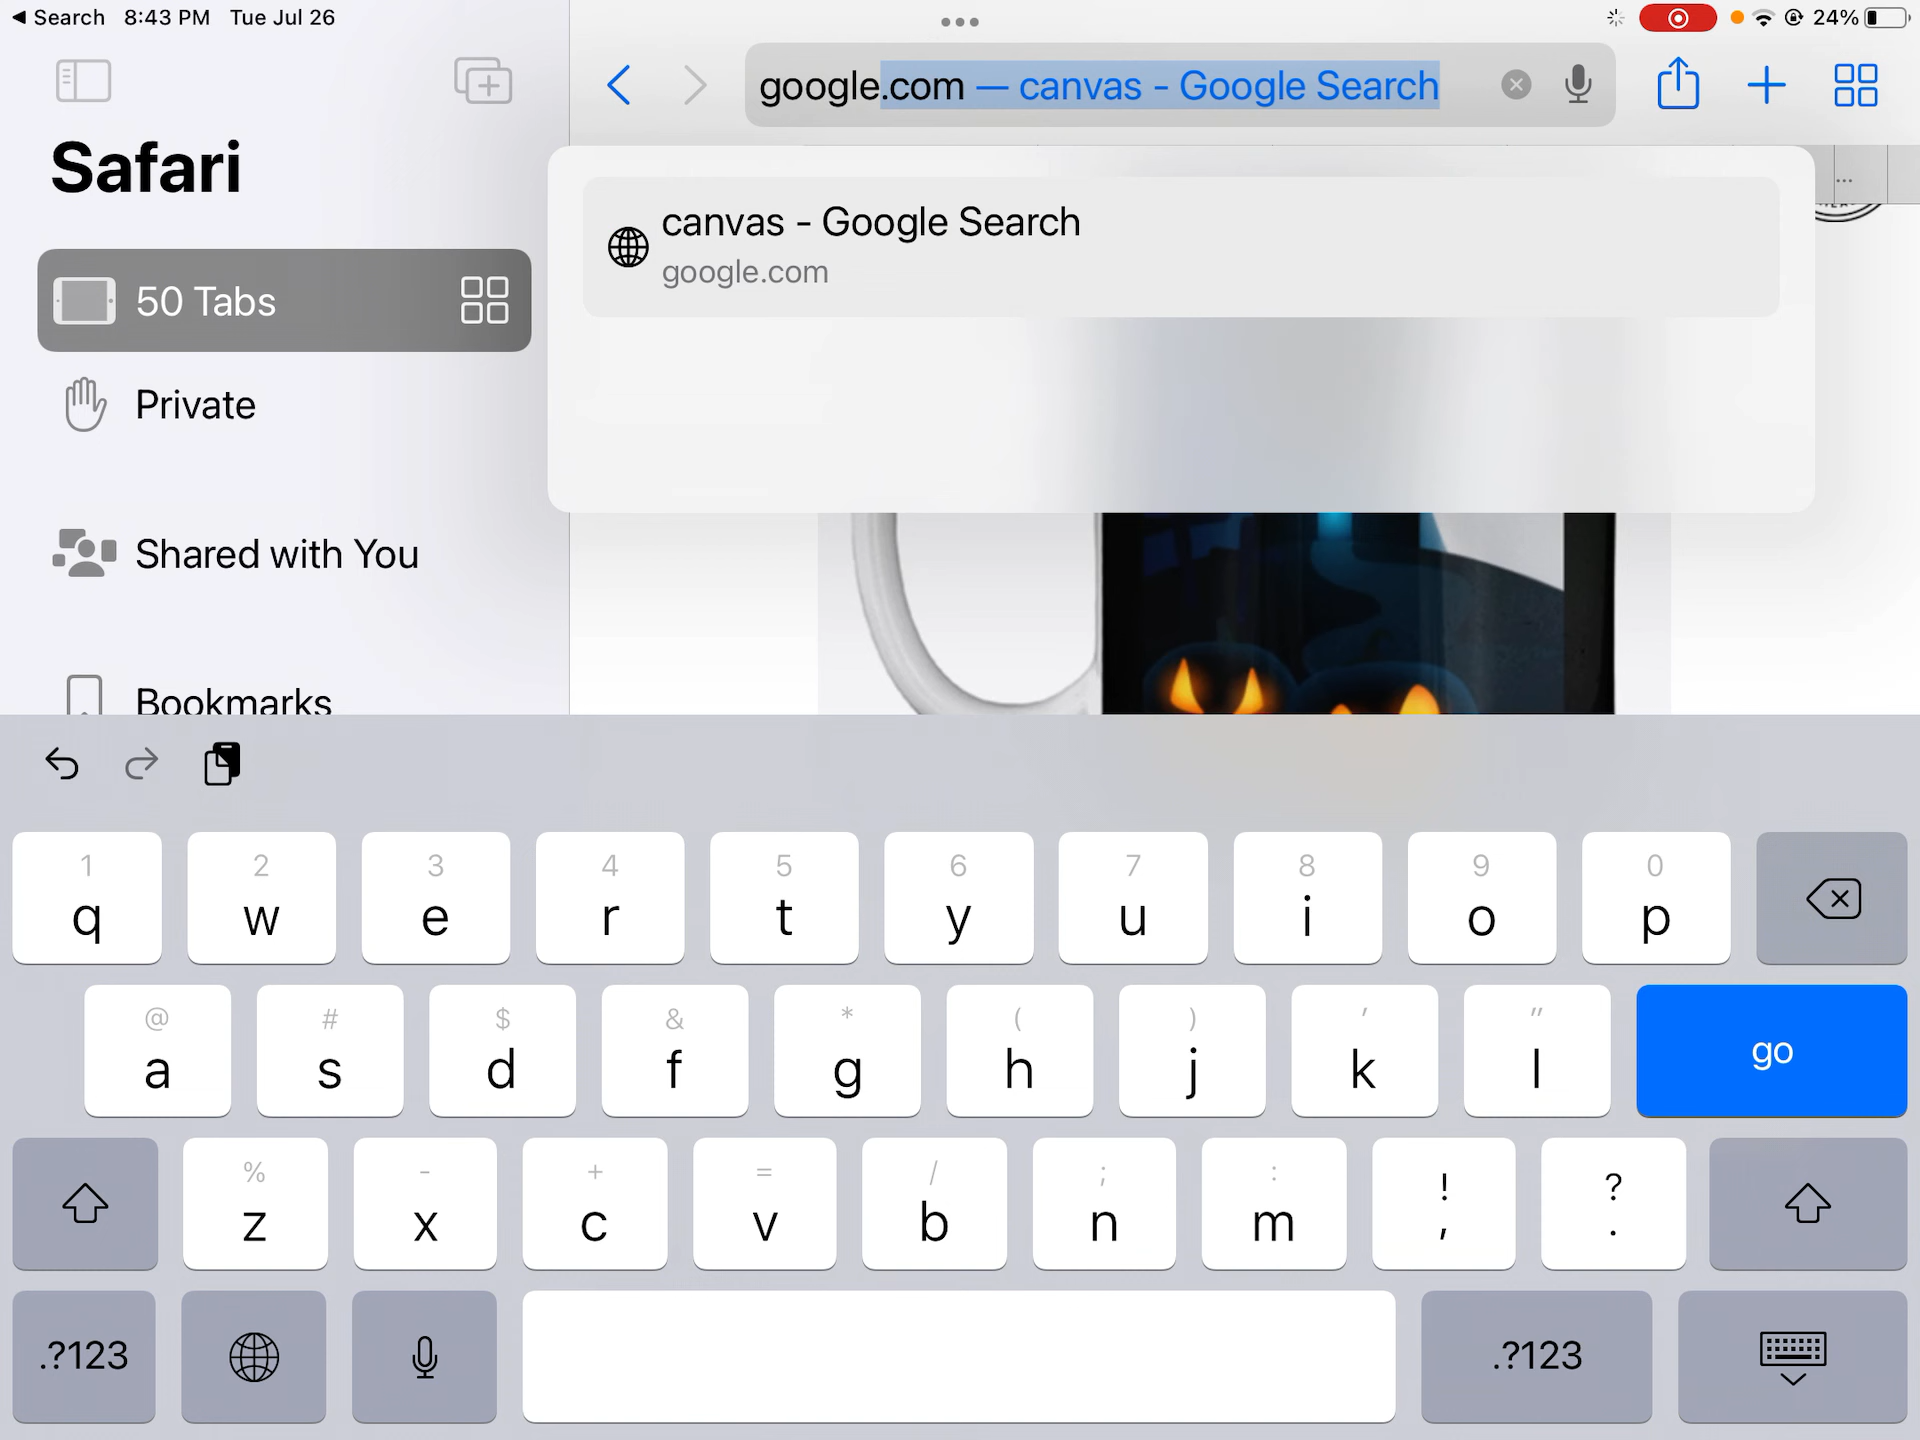 Search 8:43 PM Tue Jul 26
24%
Safari
google.com — canvas - Google Search
canvas - Google Search
google.com
...
50 Tabs
Private
Shared with You
Bookmarks
1 2 3 4 5 6 7 8 9 0
q w e r t y u i o p
@ # $ & * ( ) ' "
a s d f g h j k l go
% - + = / ; : ! ?
z x c v b n m , .
.?123 .?123